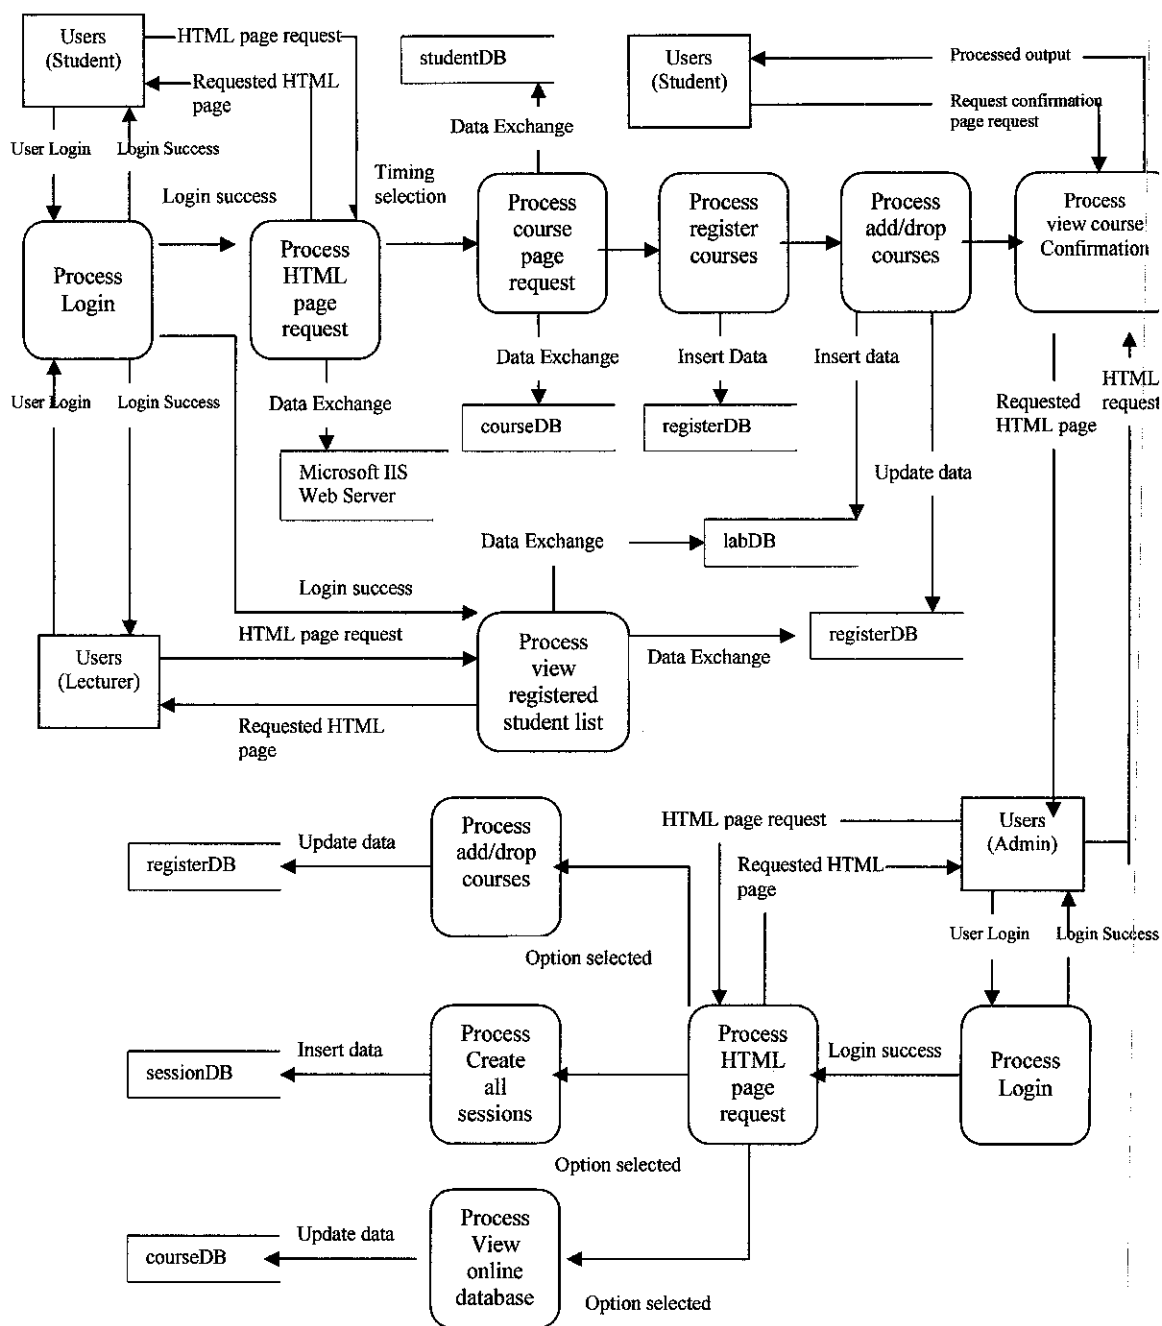 Users
(Student)
HTML page request
Requested HTML
page
User Login
Login Success
Login success
Timing
selection
studentDB
Data Exchange
Users
(Student)
Processed output
Request confirmation
page request
Process
Login
Process
HTML
page
request
Process
course
page
request
Process
register
courses
Process
add/drop
courses
Process
view course
Confirmation
User Login
Login Success
Data Exchange
Microsoft IIS
Web Server
Data Exchange
courseDB
Insert Data
registerDB
Insert data
Update data
Requested
HTML page
HTML
request
Data Exchange
labDB
Login success
HTML page request
Users
(Lecturer)
Requested HTML
page
Process
view
registered
student list
Data Exchange
registerDB
registerDB
Update data
Process
add/drop
courses
HTML page request
Requested HTML
page
Users
(Admin)
User Login
Login Success
Option selected
sessionDB
Insert data
Process
Create
all
sessions
Process
HTML
page
request
Login success
Process
Login
Option selected
courseDB
Update data
Process
View
online
database
Option selected